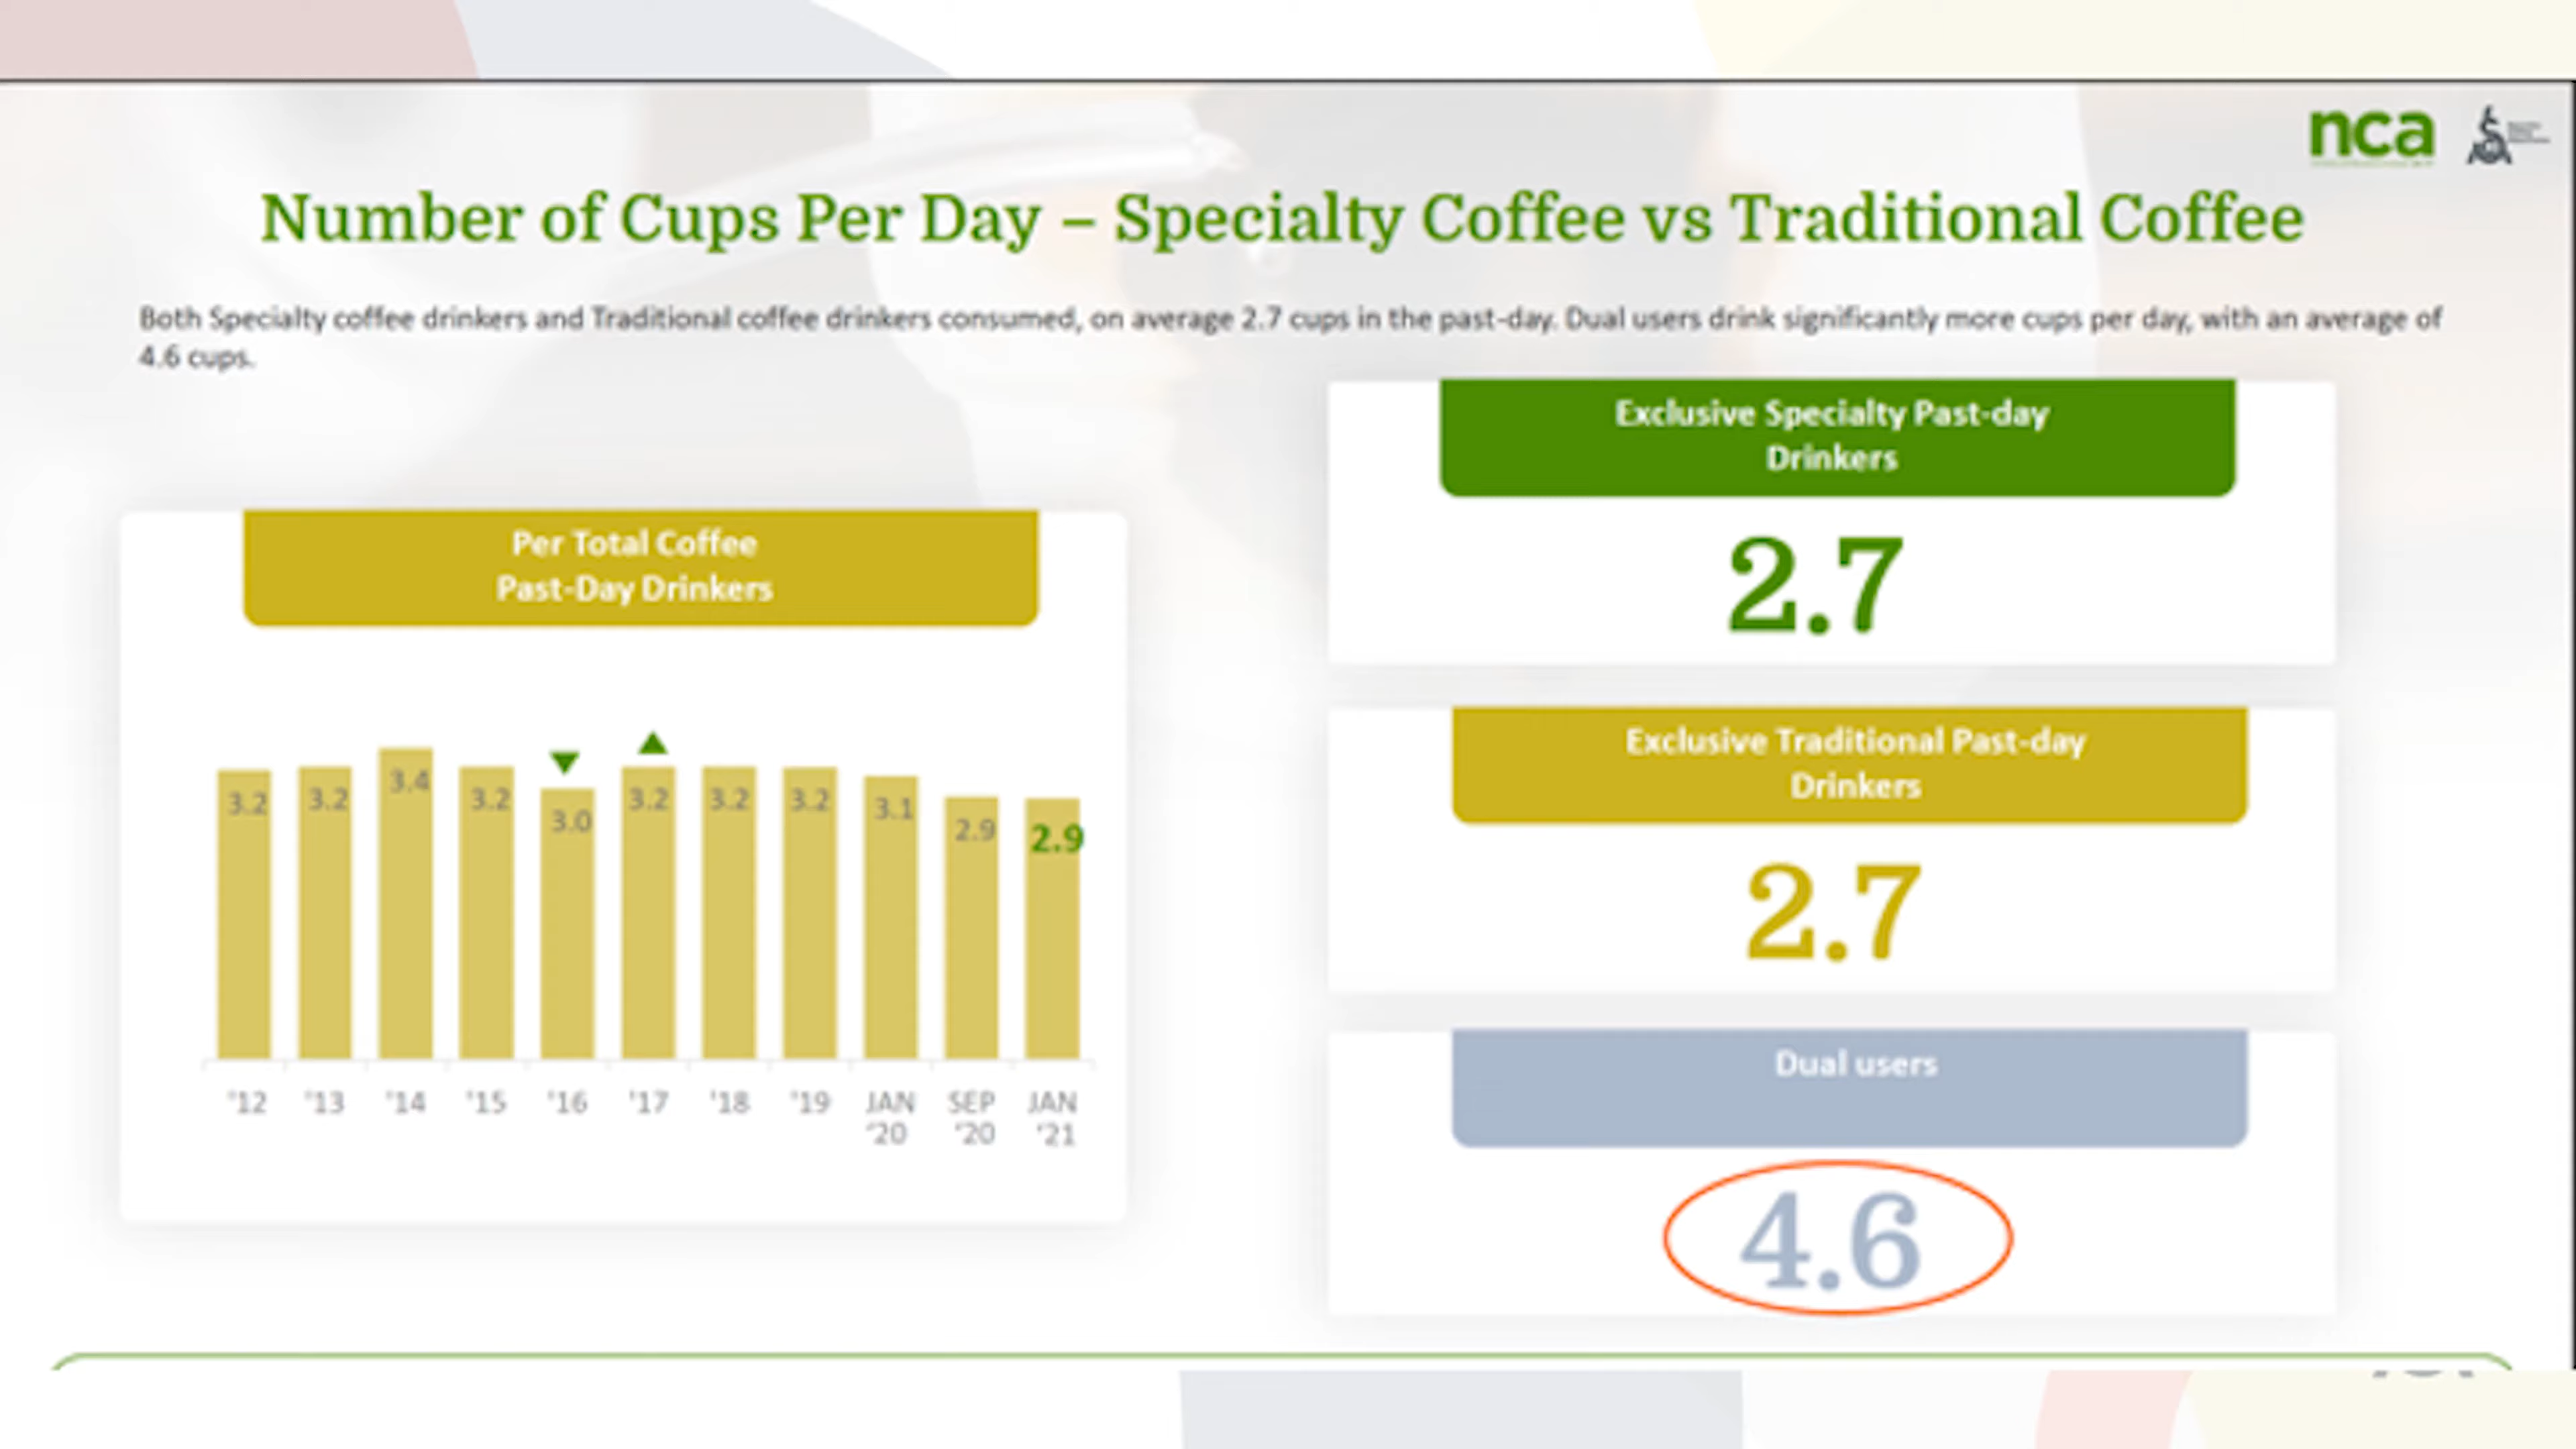 nca
Number of Cups Per Day – Specialty Coffee vs Traditional Coffee
Both Specialty coffee drinkers and Traditional coffee drinkers consumed, on average 2.7 cups in the past-day. Dual users drink significantly more cups per day, with an average of
4.6 cups.
Per Total Coffee
Past-Day Drinkers
3.2 3.2 3.4 3.2 3.0 3.2 3.2 3.2 3.1 2.9 2.9
'12 '13 '14 '15 '16 '17 '18 '19 JAN SEP JAN
'20 '20 '21
Exclusive Specialty Past-day
Drinkers
2.7
Exclusive Traditional Past-day
Drinkers
2.7
Dual users
4.6